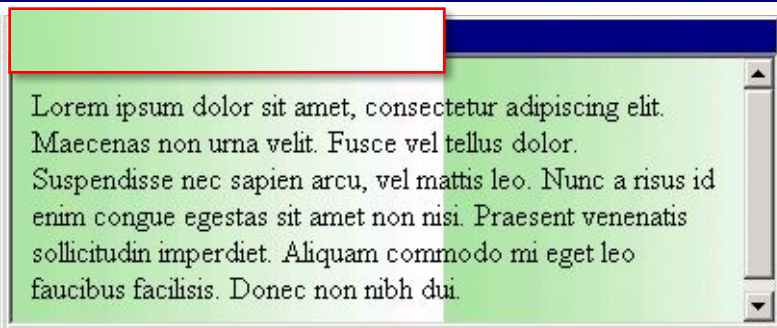 Lorem ipsum dolor sit amet, consectetur adipiscing elit.
Maecenas non urna velit. Fusce vel tellus dolor.
Suspendisse nec sapien arcu, vel mattis leo. Nunc a risus id
enim congue egestas sit amet non nisi. Praesent venenatis
sollicitudin imperdiet. Aliquam commodo mi eget leo
faucibus facilisis. Donec non nibh dui.